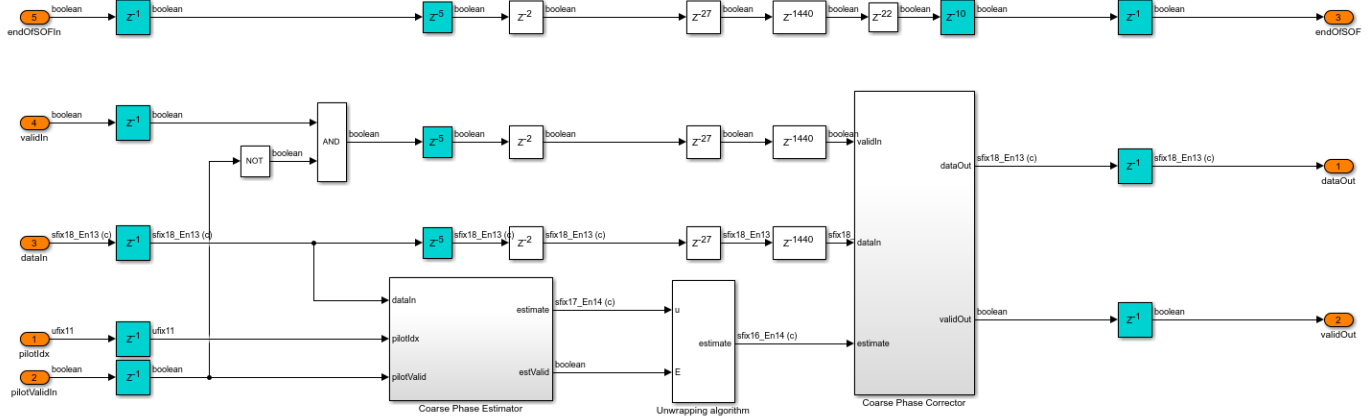 5 boolean z-1 boolean z-5 boolean z-2 boolean z-27 boolean z-1440 boolean z-22 boolean z-10 boolean z-1 boolean 3
endOfSOFIn endOfSOF
4 boolean z-1 boolean
validIn
AND boolean z-5 boolean z-2 boolean z-27 boolean z-1440 boolean validIn
NOT boolean
dataOut sfix18_En13 (c) z-1 sfix18_En13 (c) 1
dataOut
3 sfix18_En13 (c) z-1 sfix18_En13 (c) z-5 sfix18_En13 (c) z-2 sfix18_En13 (c) z-27 sfix18_En13 z-1440 sfix18_ dataIn
dataIn
dataIn
estimate sfix17_En14 (c) u
1 ufix11 z-1 ufix11 pilotIdx
pilotIdx
estimate sfix16_En14 (c) estimate
validOut boolean z-1 boolean 2
validOut
2 boolean z-1 boolean pilotValid
pilotValidIn
estValid boolean E
Coarse Phase Estimator Unwrapping algorithm Coarse Phase Corrector